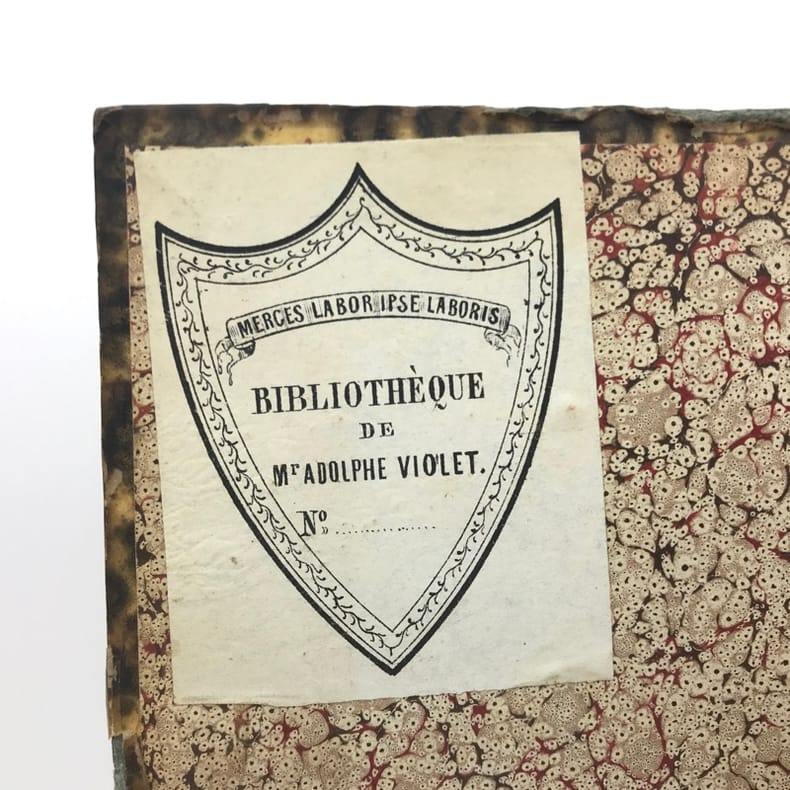 MERCES LABOR IPSE LABORIS
BIBLIOTHÈQUE
DE
Mr ADOLPHE VIOLET.
No ..............